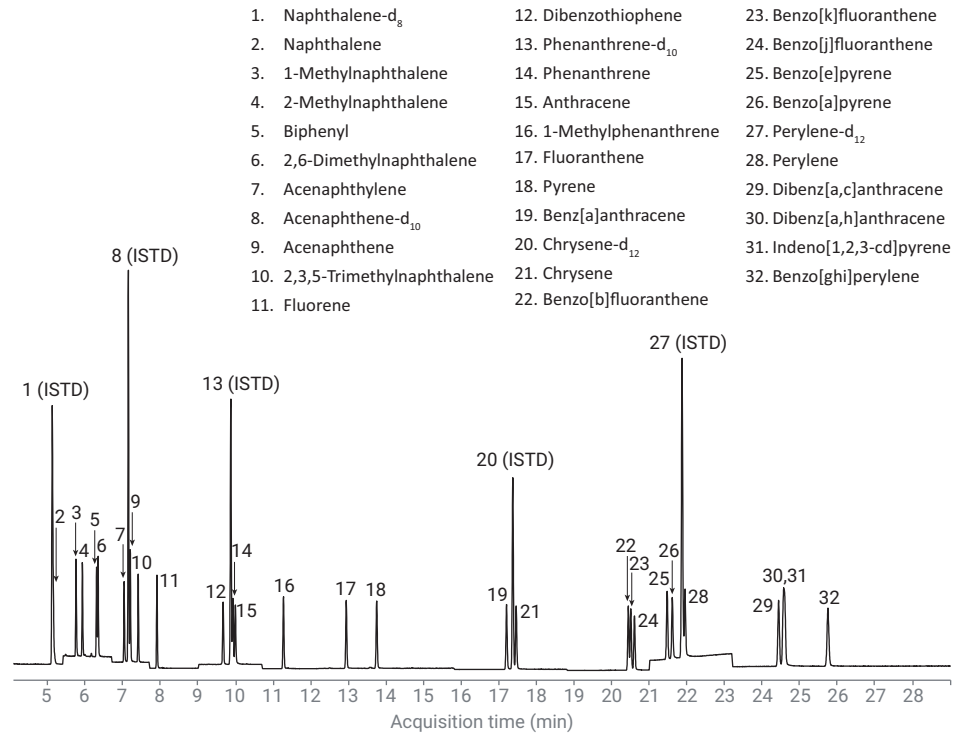 1. Naphthalene-d8
2. Naphthalene
3. 1-Methylnaphthalene
4. 2-Methylnaphthalene
5. Biphenyl
6. 2,6-Dimethylnaphthalene
7. Acenaphthylene
8. Acenaphthene-d10
9. Acenaphthene
10. 2,3,5-Trimethylnaphthalene
11. Fluorene
12. Dibenzothiophene
13. Phenanthrene-d10
14. Phenanthrene
15. Anthracene
16. 1-Methylphenanthrene
17. Fluoranthene
18. Pyrene
19. Benz[a]anthracene
20. Chrysene-d12
21. Chrysene
22. Benzo[b]fluoranthene
23. Benzo[k]fluoranthene
24. Benzo[j]fluoranthene
25. Benzo[e]pyrene
26. Benzo[a]pyrene
27. Perylene-d12
28. Perylene
29. Dibenz[a,c]anthracene
30. Dibenz[a,h]anthracene
31. Indeno[1,2,3-cd]pyrene
32. Benzo[ghi]perylene
1 (ISTD)
2
3
4
5
6
7
8 (ISTD)
9
10
11
12
13 (ISTD)
14
15
16
17
18
19
20 (ISTD)
21
22
23
24
25
26
27 (ISTD)
28
29
30,31
32
5 6 7 8 9 10 11 12 13 14 15 16 17 18 19 20 21 22 23 24 25 26 27 28
Acquisition time (min)